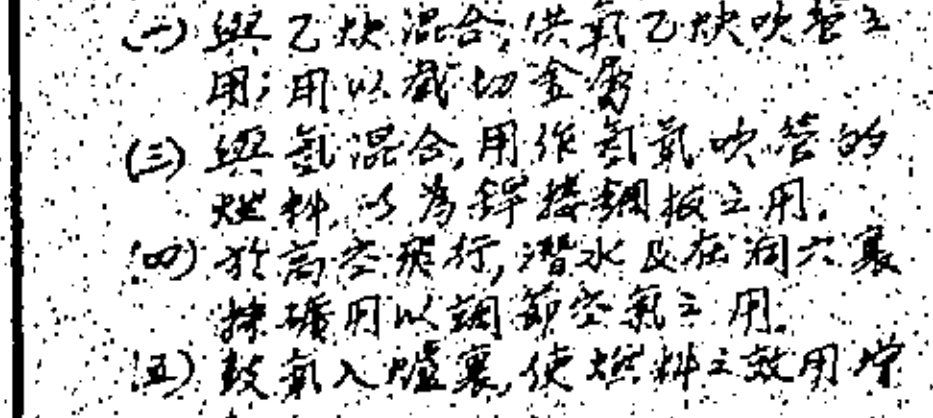 (二) 與乙炔混合,供氧乙炔吹管之
用;用以截切金屬
(三) 與氫混合,用作氫氧吹管的
燃料,以為銲接鋼板之用.
(四) 於高空飛行,潛水及在洞穴裏
採礦用以調節空氣之用.
(五) 鼓氧入爐裏,使燃料之效用增